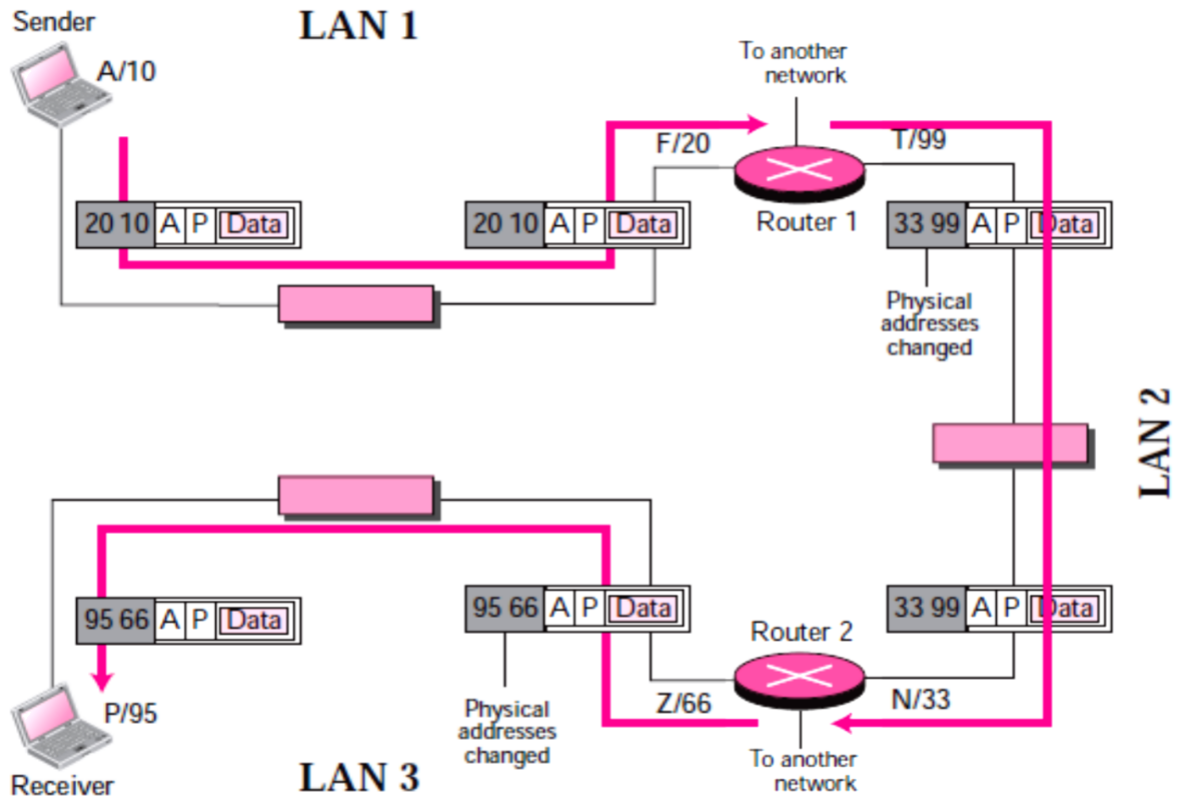 Sender
LAN 1
A/10
To another
network
F/20
T/99
20 10 A P Data
20 10 A P Data
Router 1
33 99 A P Data
Physical
addresses
changed
LAN 2
95 66 A P Data
95 66 A P Data
Router 2
33 99 A P Data
P/95
Physical
addresses
changed
Z/66
N/33
To another
network
Receiver
LAN 3